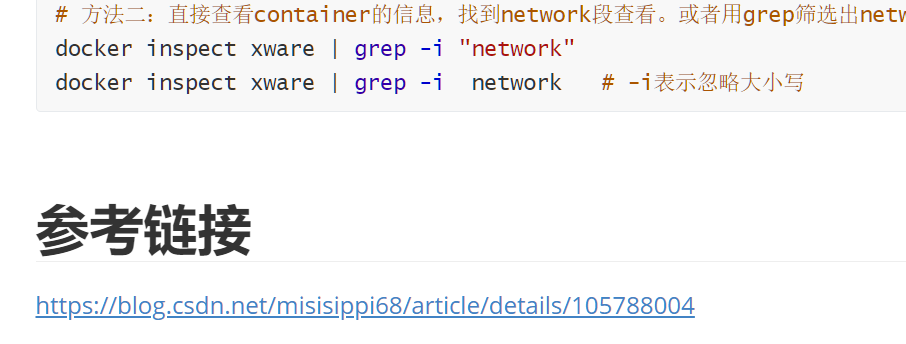 # 方法二：直接查看container的信息，找到network段查看。或者用grep筛选出netw
docker inspect xware | grep -i "network"
docker inspect xware | grep -i  network   # -i表示忽略大小写
参考链接
https://blog.csdn.net/misisippi68/article/details/105788004